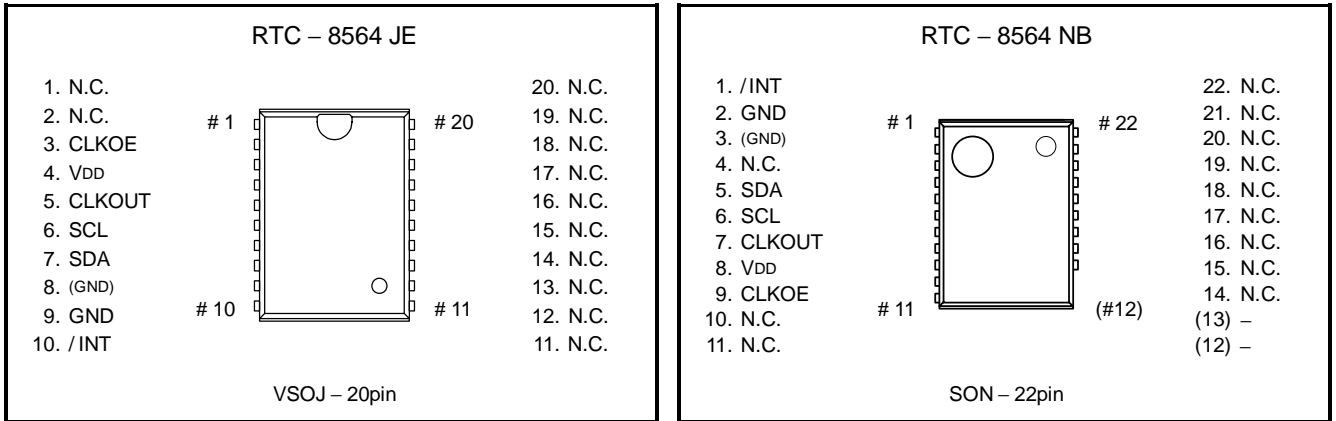 RTC – 8564 JE
1. N.C.
2. N.C.
3. CLKOE
4. VDD
5. CLKOUT
6. SCL
7. SDA
8. (GND)
9. GND
10. / INT
# 1
# 10
# 20
# 11
20. N.C.
19. N.C.
18. N.C.
17. N.C.
16. N.C.
15. N.C.
14. N.C.
13. N.C.
12. N.C.
11. N.C.
VSOJ – 20pin
RTC – 8564 NB
1. / INT
2. GND
3. (GND)
4. N.C.
5. SDA
6. SCL
7. CLKOUT
8. VDD
9. CLKOE
10. N.C.
11. N.C.
# 1
# 11
# 22
(#12)
22. N.C.
21. N.C.
20. N.C.
19. N.C.
18. N.C.
17. N.C.
16. N.C.
15. N.C.
14. N.C.
(13) –
(12) –
SON – 22pin